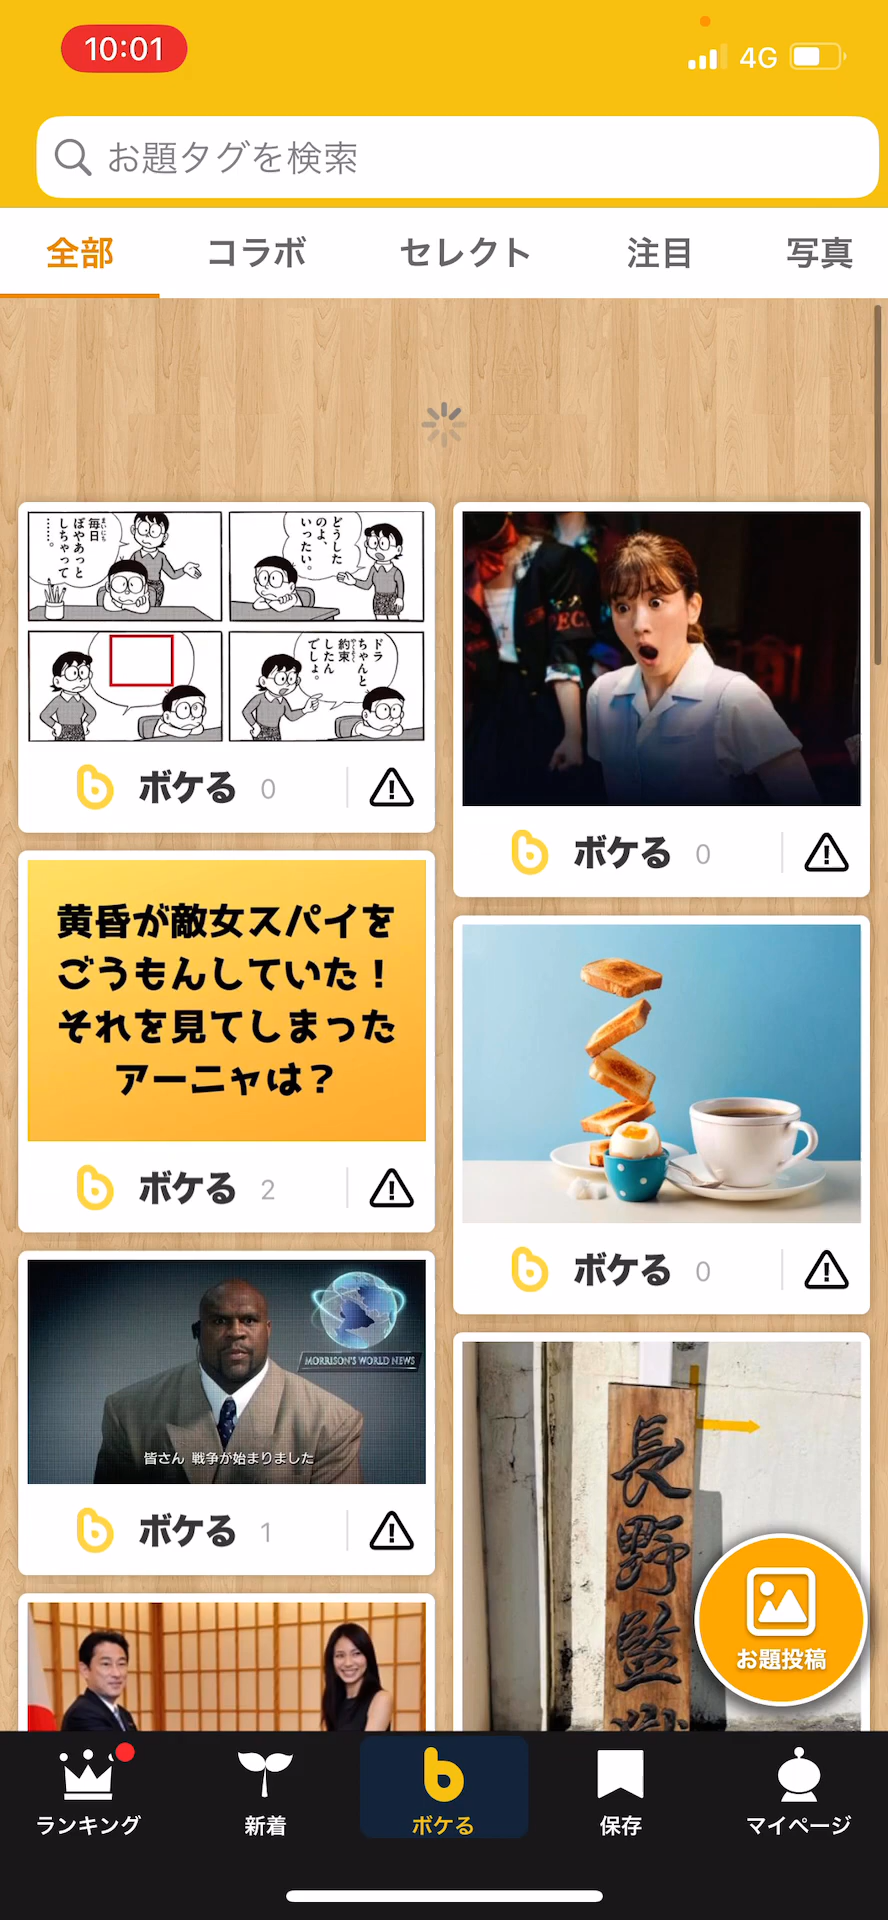 10:01
4G
お題タグを検索
全部
コラボ
セレクト
注目
写真
毎日
ぼやあっと
しちゃって
……。
どうした
のよ、
いったい。
ドラ
ちゃんと
約束
したん
でしょ。
ボケる 0
PEC
ボケる 0
黄昏が敵女スパイを
ごうもんしていた!
それを見てしまった
アーニャは?
ボケる 2
ボケる 0
MORRISON'S WORLD NEWS
皆さん 戦争が始まりました
ボケる 1
長野監
お題投稿
ランキング
新着
ボケる
保存
マイページ